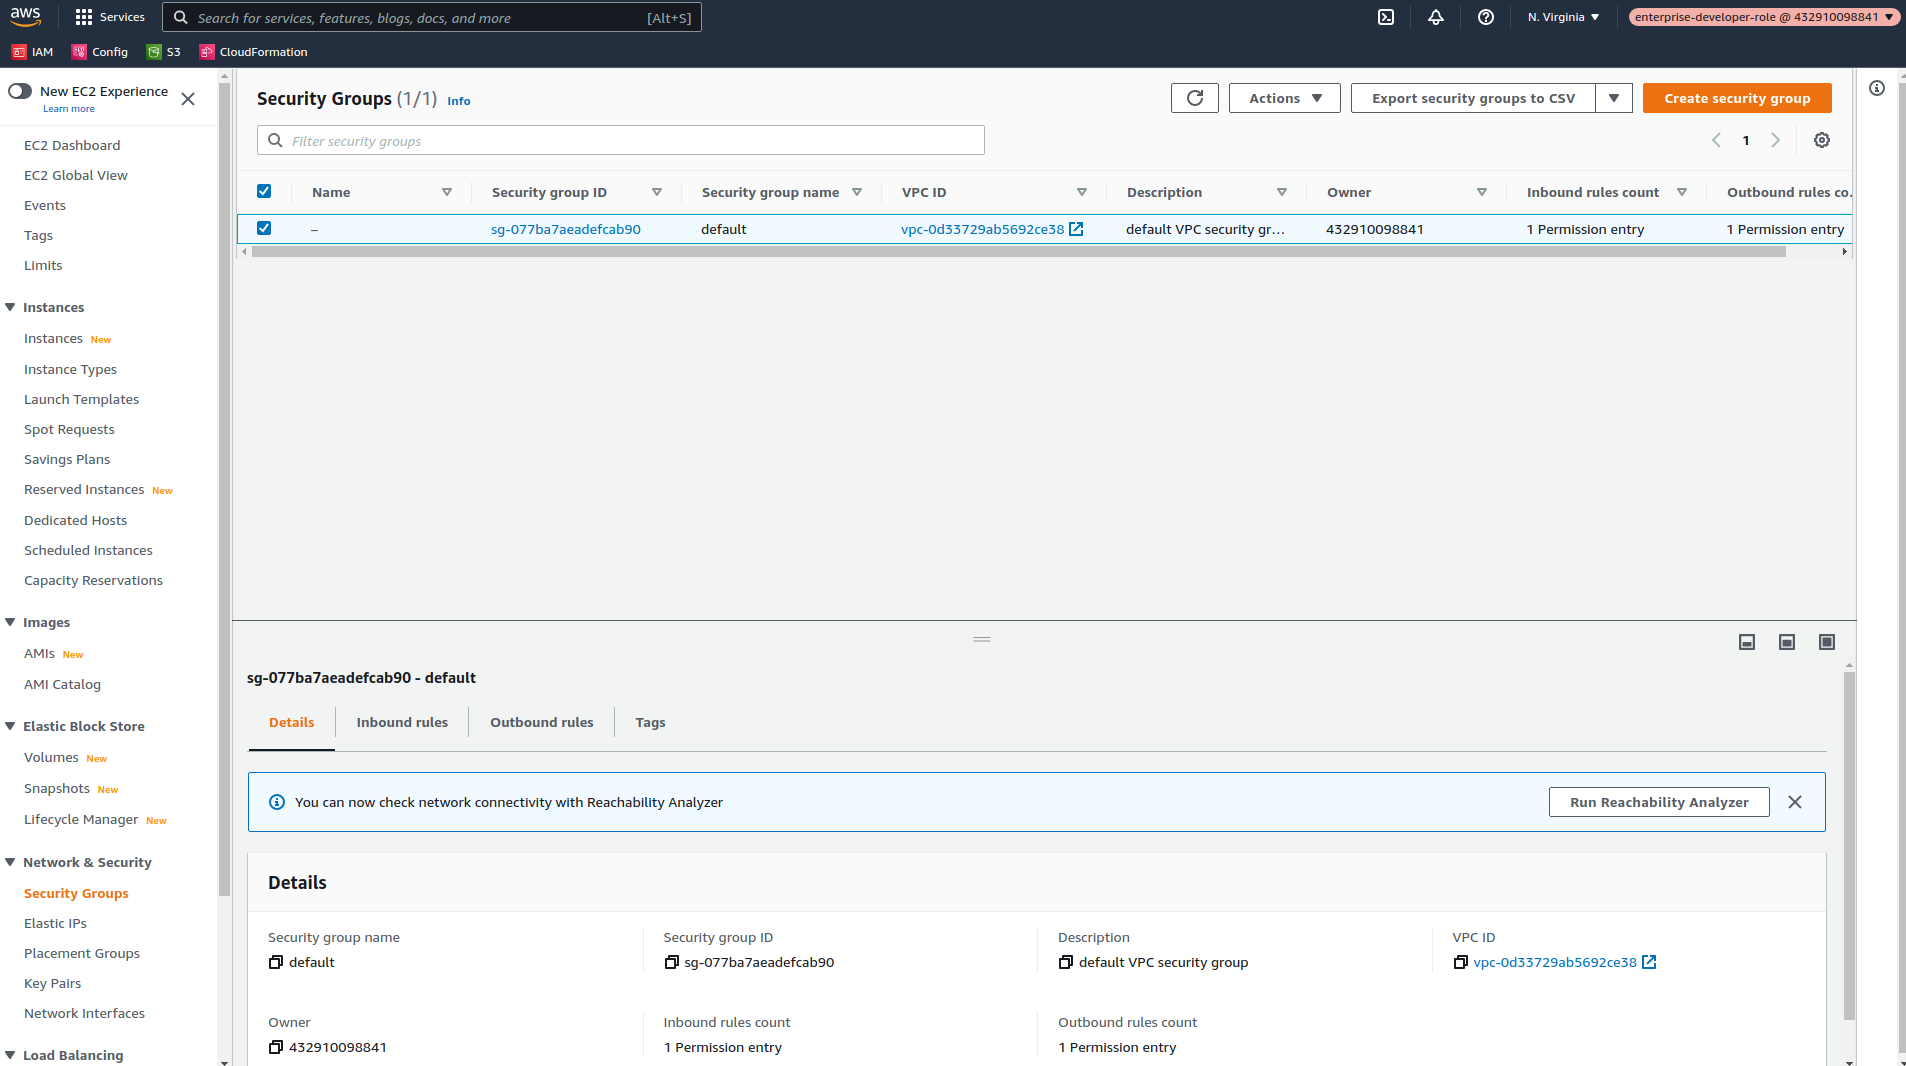 aws
Services
Search for services, features, blogs, docs, and more
[Alt+S]
N. Virginia
enterprise-developer-role @ 432910098841
IAM
Config
S3
CloudFormation
New EC2 Experience
Learn more
EC2 Dashboard
EC2 Global View
Events
Tags
Limits
Instances
Instances New
Instance Types
Launch Templates
Spot Requests
Savings Plans
Reserved Instances New
Dedicated Hosts
Scheduled Instances
Capacity Reservations
Images
AMIs New
AMI Catalog
Elastic Block Store
Volumes New
Snapshots New
Lifecycle Manager New
Network & Security
Security Groups
Elastic IPs
Placement Groups
Key Pairs
Network Interfaces
Load Balancing
Security Groups (1/1) Info
Actions
Export security groups to CSV
Create security group
Filter security groups
1
Name
Security group ID
Security group name
VPC ID
Description
Owner
Inbound rules count
Outbound rules co.
–
sg-077ba7aeadefcab90
default
vpc-0d33729ab5692ce38
default VPC security gr...
432910098841
1 Permission entry
1 Permission entry
sg-077ba7aeadefcab90 - default
Details
Inbound rules
Outbound rules
Tags
You can now check network connectivity with Reachability Analyzer
Run Reachability Analyzer
Details
Security group name
default
Security group ID
sg-077ba7aeadefcab90
Description
default VPC security group
VPC ID
vpc-0d33729ab5692ce38
Owner
432910098841
Inbound rules count
1 Permission entry
Outbound rules count
1 Permission entry